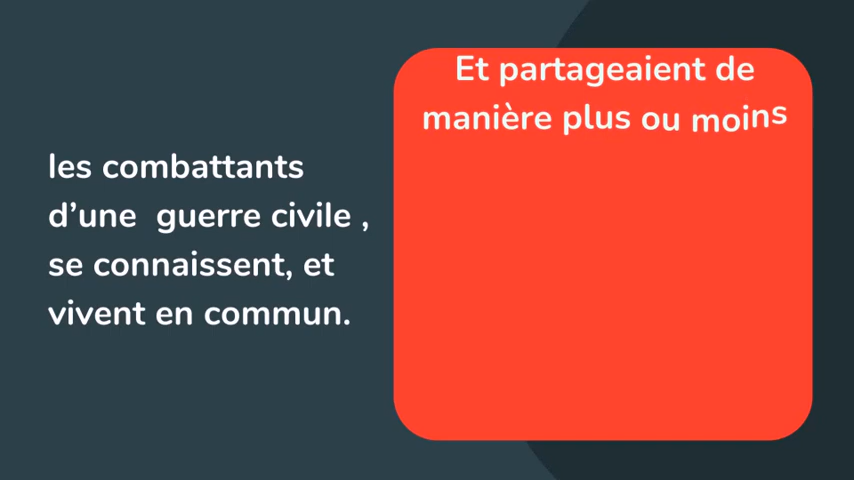 les combattants
d’une  guerre civile ,
se connaissent, et
vivent en commun.
Et partageaient de
manière plus ou moins